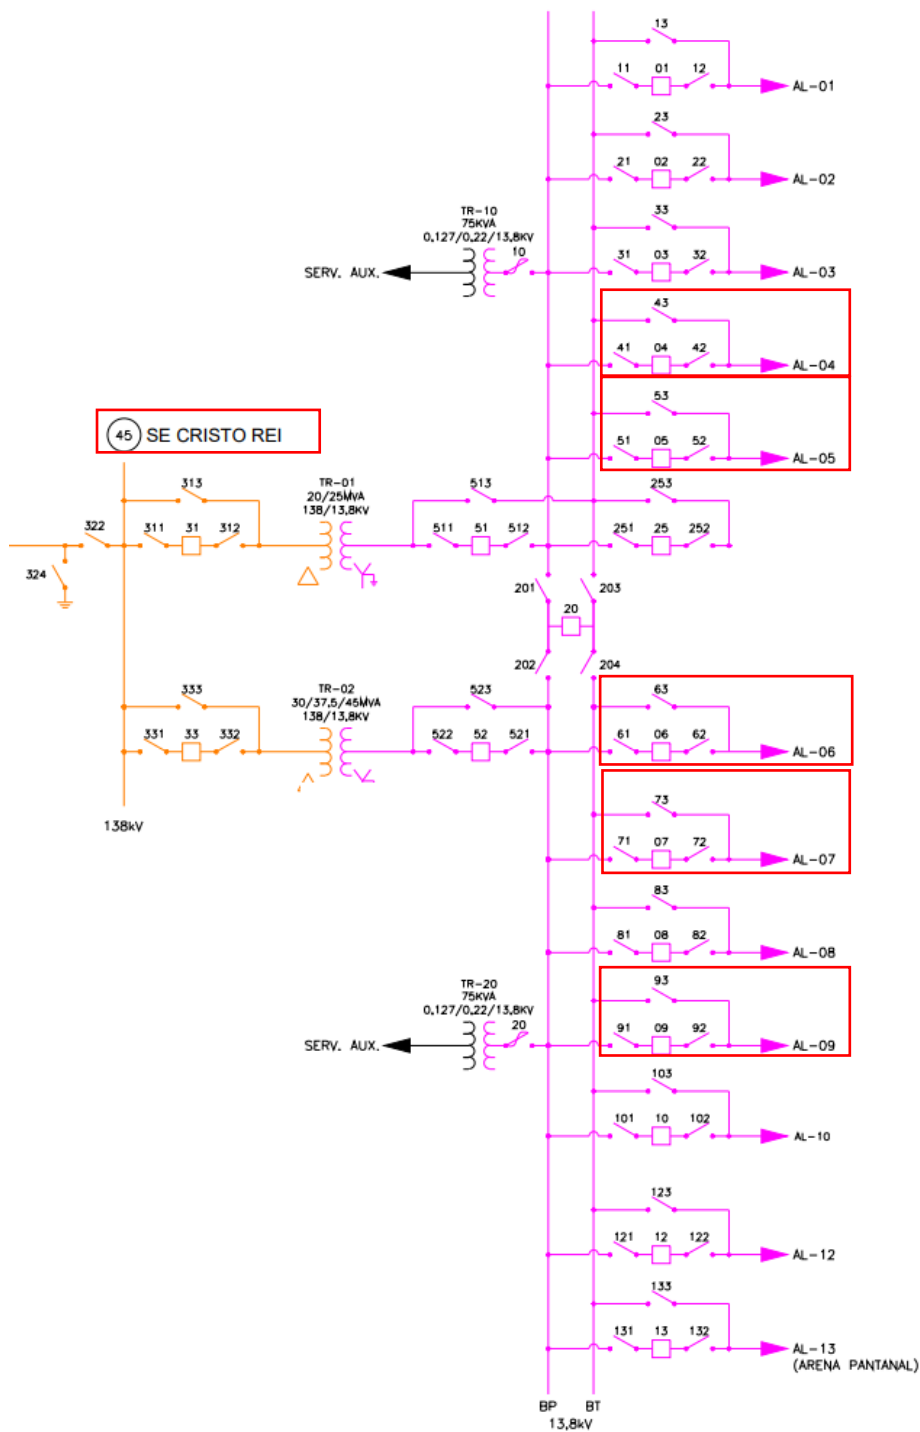 13
11 01 12
AL-01
23
21 02 22
AL-02
TR-10
75KVA
0,127/0,22/13,8KV
10
SERV. AUX.
33
31 03 32
AL-03
43
41 04 42
AL-04
53
51 05 52
AL-05
45 SE CRISTO REI
322
324
313
311 31 312
TR-01
20/25MVA
138/13,8KV
513
511 51 512
253
251 25 252
201 203
20
202 204
333
331 33 332
138kV
TR-02
30/37,5/45MVA
138/13,8KV
523
522 52 521
63
61 06 62
AL-06
73
71 07 72
AL-07
83
81 08 82
AL-08
TR-20
75KVA
0,127/0,22/13,8KV
20
SERV. AUX.
93
91 09 92
AL-09
103
101 10 102
AL-10
123
121 12 122
AL-12
133
131 13 132
AL-13
(ARENA PANTANAL)
BP BT
13,8kV